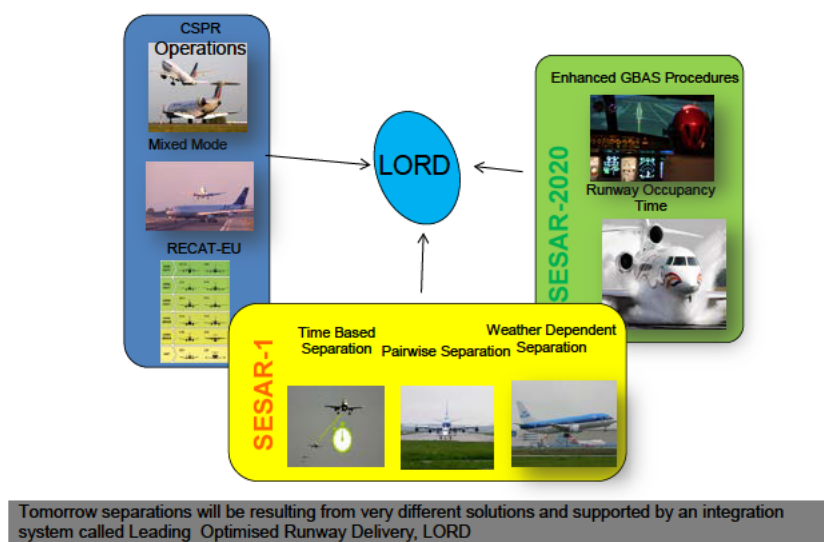 CSPR
Operations
Mixed Mode
RECAT-EU
LORD
Enhanced GBAS Procedures
SESAR-2020
Runway Occupancy
Time
SESAR-1
Time Based
Separation
Pairwise Separation
Weather Dependent
Separation
Tomorrow separations will be resulting from very different solutions and supported by an integration
system called Leading Optimised Runway Delivery, LORD